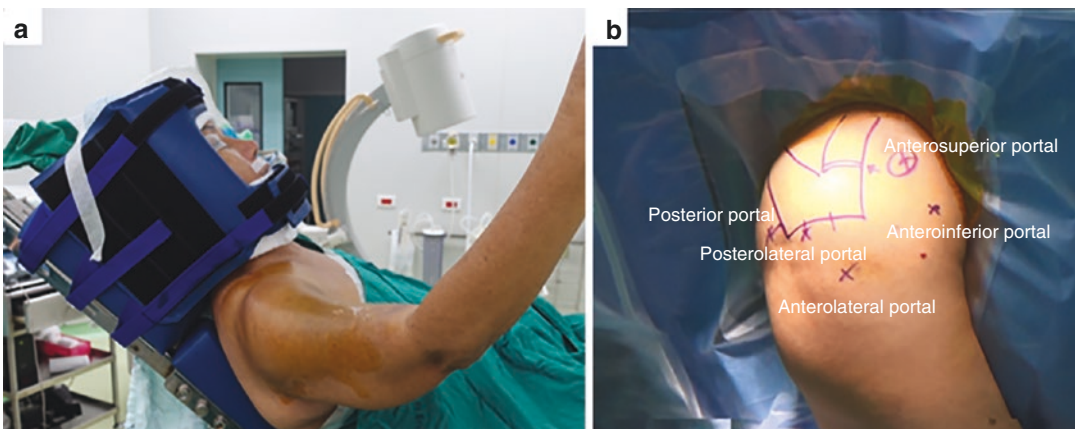 a
b
Anterosuperior portal
Posterior portal
Anteroinferior portal
Posterolateral portal
Anterolateral portal